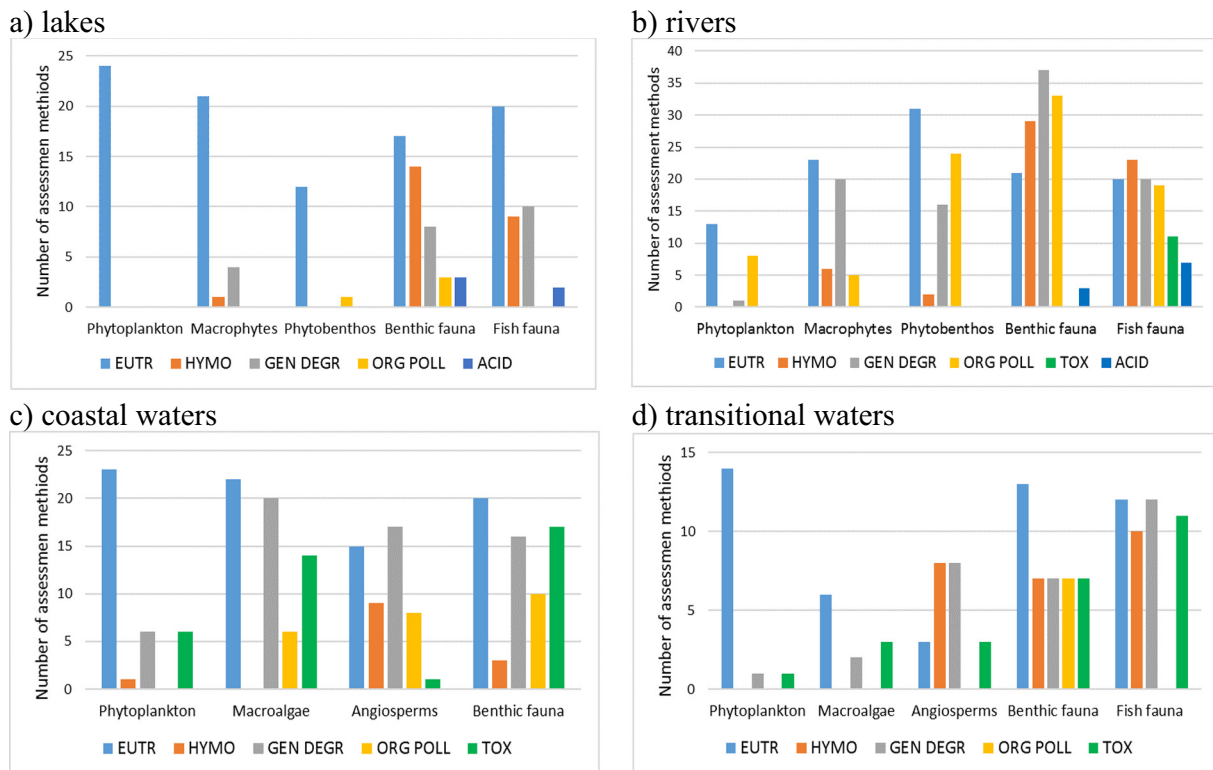 a) lakes
Number of assessmen methiods
25
20
15
10
5
0
Phytoplankton Macrophytes Phytobenthos Benthic fauna Fish fauna
EUTR HYMO GEN DEGR ORG POLL ACID
b) rivers
Number of assessment methods
40
35
30
25
20
15
10
5
0
Phytoplankton Macrophytes Phytobenthos Benthic fauna Fish fauna
EUTR HYMO GEN DEGR ORG POLL TOX ACID
c) coastal waters
Number of assessmen methiods
25
20
15
10
5
0
Phytoplankton Macroalgae Angiosperms Benthic fauna
EUTR HYMO GEN DEGR ORG POLL TOX
d) transitional waters
Number of assessmen methiods
15
10
5
0
Phytoplankton Macroalgae Angiosperms Benthic fauna Fish fauna
EUTR HYMO GEN DEGR ORG POLL TOX